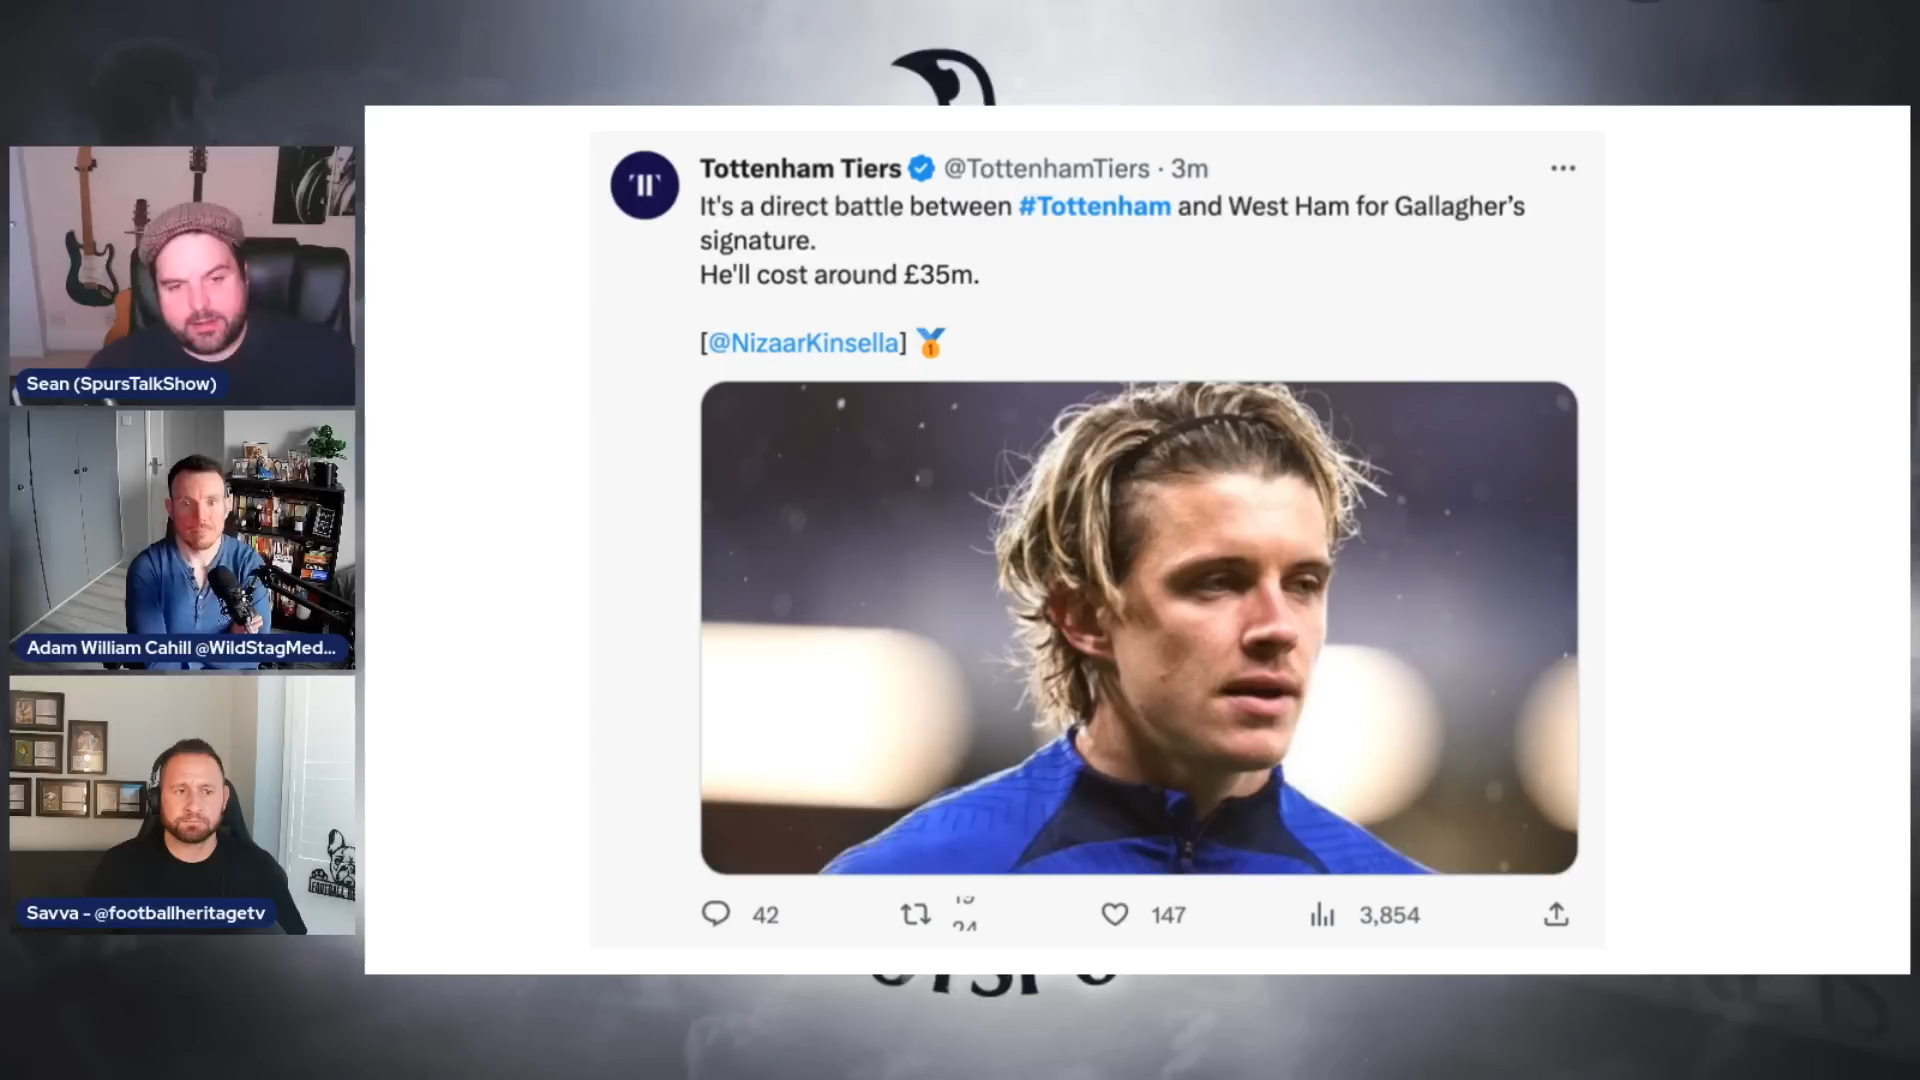 Tottenham Tiers @TottenhamTiers · 3m
It's a direct battle between #Tottenham and West Ham for Gallagher’s
signature.
He'll cost around £35m.
[@NizaarKinsella]
42 147 3,854
Sean (SpursTalkShow)
Adam William Cahill @WildStagMed...
Savva - @footballheritagetv